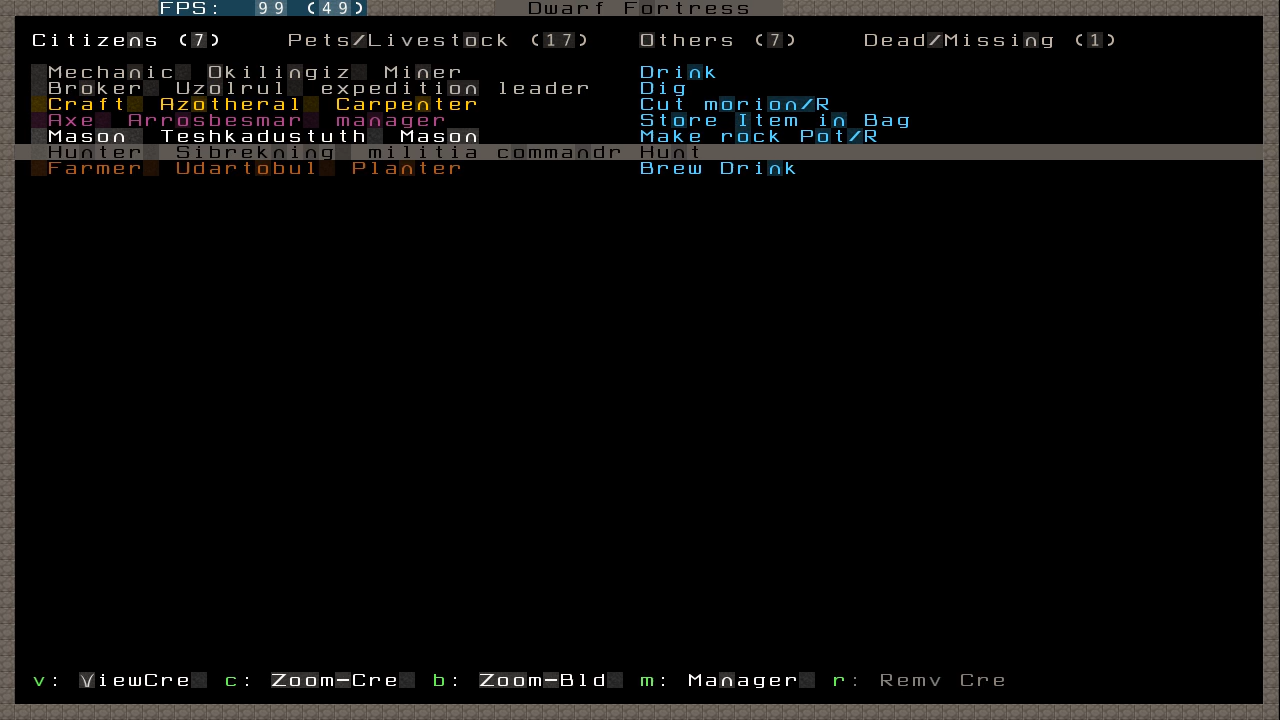 FPS: 99 (49) Dwarf Fortress
Citizens (7) Pets/Livestock (17) Others (7) Dead/Missing (1)
Mechanic Okilingiz Miner Drink
Broker Uzolrul expedition leader Dig
Craft Azotheral Carpenter Cut morion/R
Axe Arrosbesmar manager Store Item in Bag
Mason Teshkadustuth Mason Make rock Pot/R
Hunter Sibrekning militia commandr Hunt
Farmer Udartobul Planter Brew Drink
v: ViewCre c: Zoom-Cre b: Zoom-Bld m: Manager r: Remv Cre